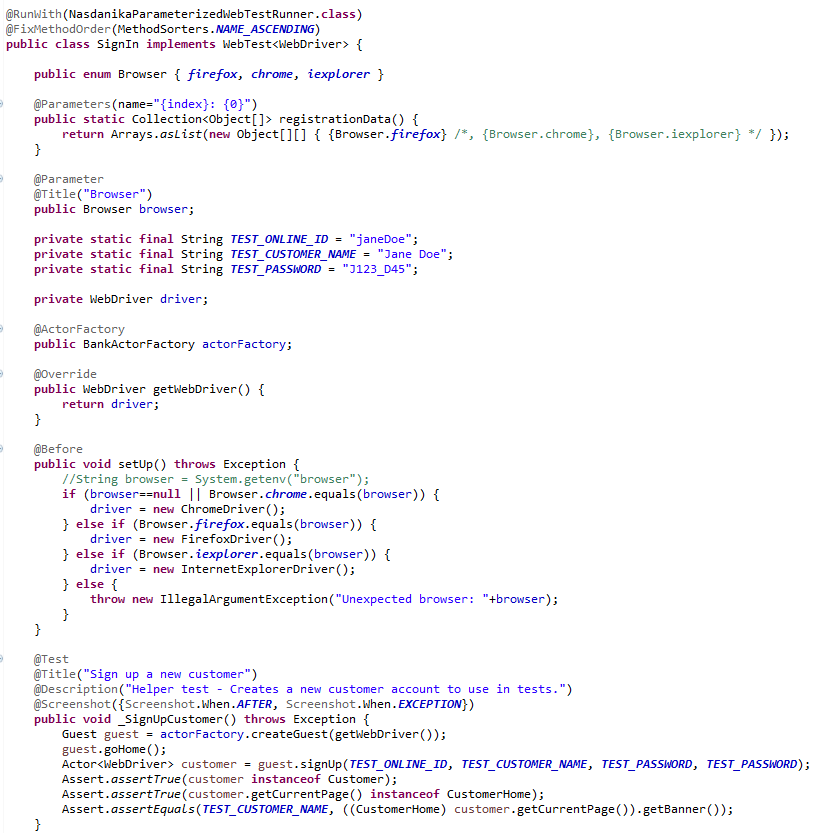 @RunWith(NasdanikaParameterizedWebTestRunner.class)
@FixMethodOrder(MethodSorters.NAME_ASCENDING)
public class SignIn implements WebTest<WebDriver> {
public enum Browser { firefox, chrome, iexplorer }
@Parameters(name="{index}: {0}")
public static Collection<Object[]> registrationData() {
return Arrays.asList(new Object[][] { {Browser.firefox} /*, {Browser.chrome}, {Browser.iexplorer} */ });
}
@Parameter
@Title("Browser")
public Browser browser;
private static final String TEST_ONLINE_ID = "janeDoe";
private static final String TEST_CUSTOMER_NAME = "Jane Doe";
private static final String TEST_PASSWORD = "J123_D45";
private WebDriver driver;
@ActorFactory
public BankActorFactory actorFactory;
@Override
public WebDriver getWebDriver() {
return driver;
}
@Before
public void setUp() throws Exception {
//String browser = System.getenv("browser");
if (browser==null || Browser.chrome.equals(browser)) {
driver = new ChromeDriver();
} else if (Browser.firefox.equals(browser)) {
driver = new FirefoxDriver();
} else if (Browser.iexplorer.equals(browser)) {
driver = new InternetExplorerDriver();
} else {
throw new IllegalArgumentException("Unexpected browser: "+browser);
}
}
@Test
@Title("Sign up a new customer")
@Description("Helper test - Creates a new customer account to use in tests.")
@Screenshot({Screenshot.When.AFTER, Screenshot.When.EXCEPTION})
public void _SignUpCustomer() throws Exception {
Guest guest = actorFactory.createGuest(getWebDriver());
guest.goHome();
Actor<WebDriver> customer = guest.signUp(TEST_ONLINE_ID, TEST_CUSTOMER_NAME, TEST_PASSWORD, TEST_PASSWORD);
Assert.assertTrue(customer instanceof Customer);
Assert.assertTrue(customer.getCurrentPage() instanceof CustomerHome);
Assert.assertEquals(TEST_CUSTOMER_NAME, ((CustomerHome) customer.getCurrentPage()).getBanner());
}